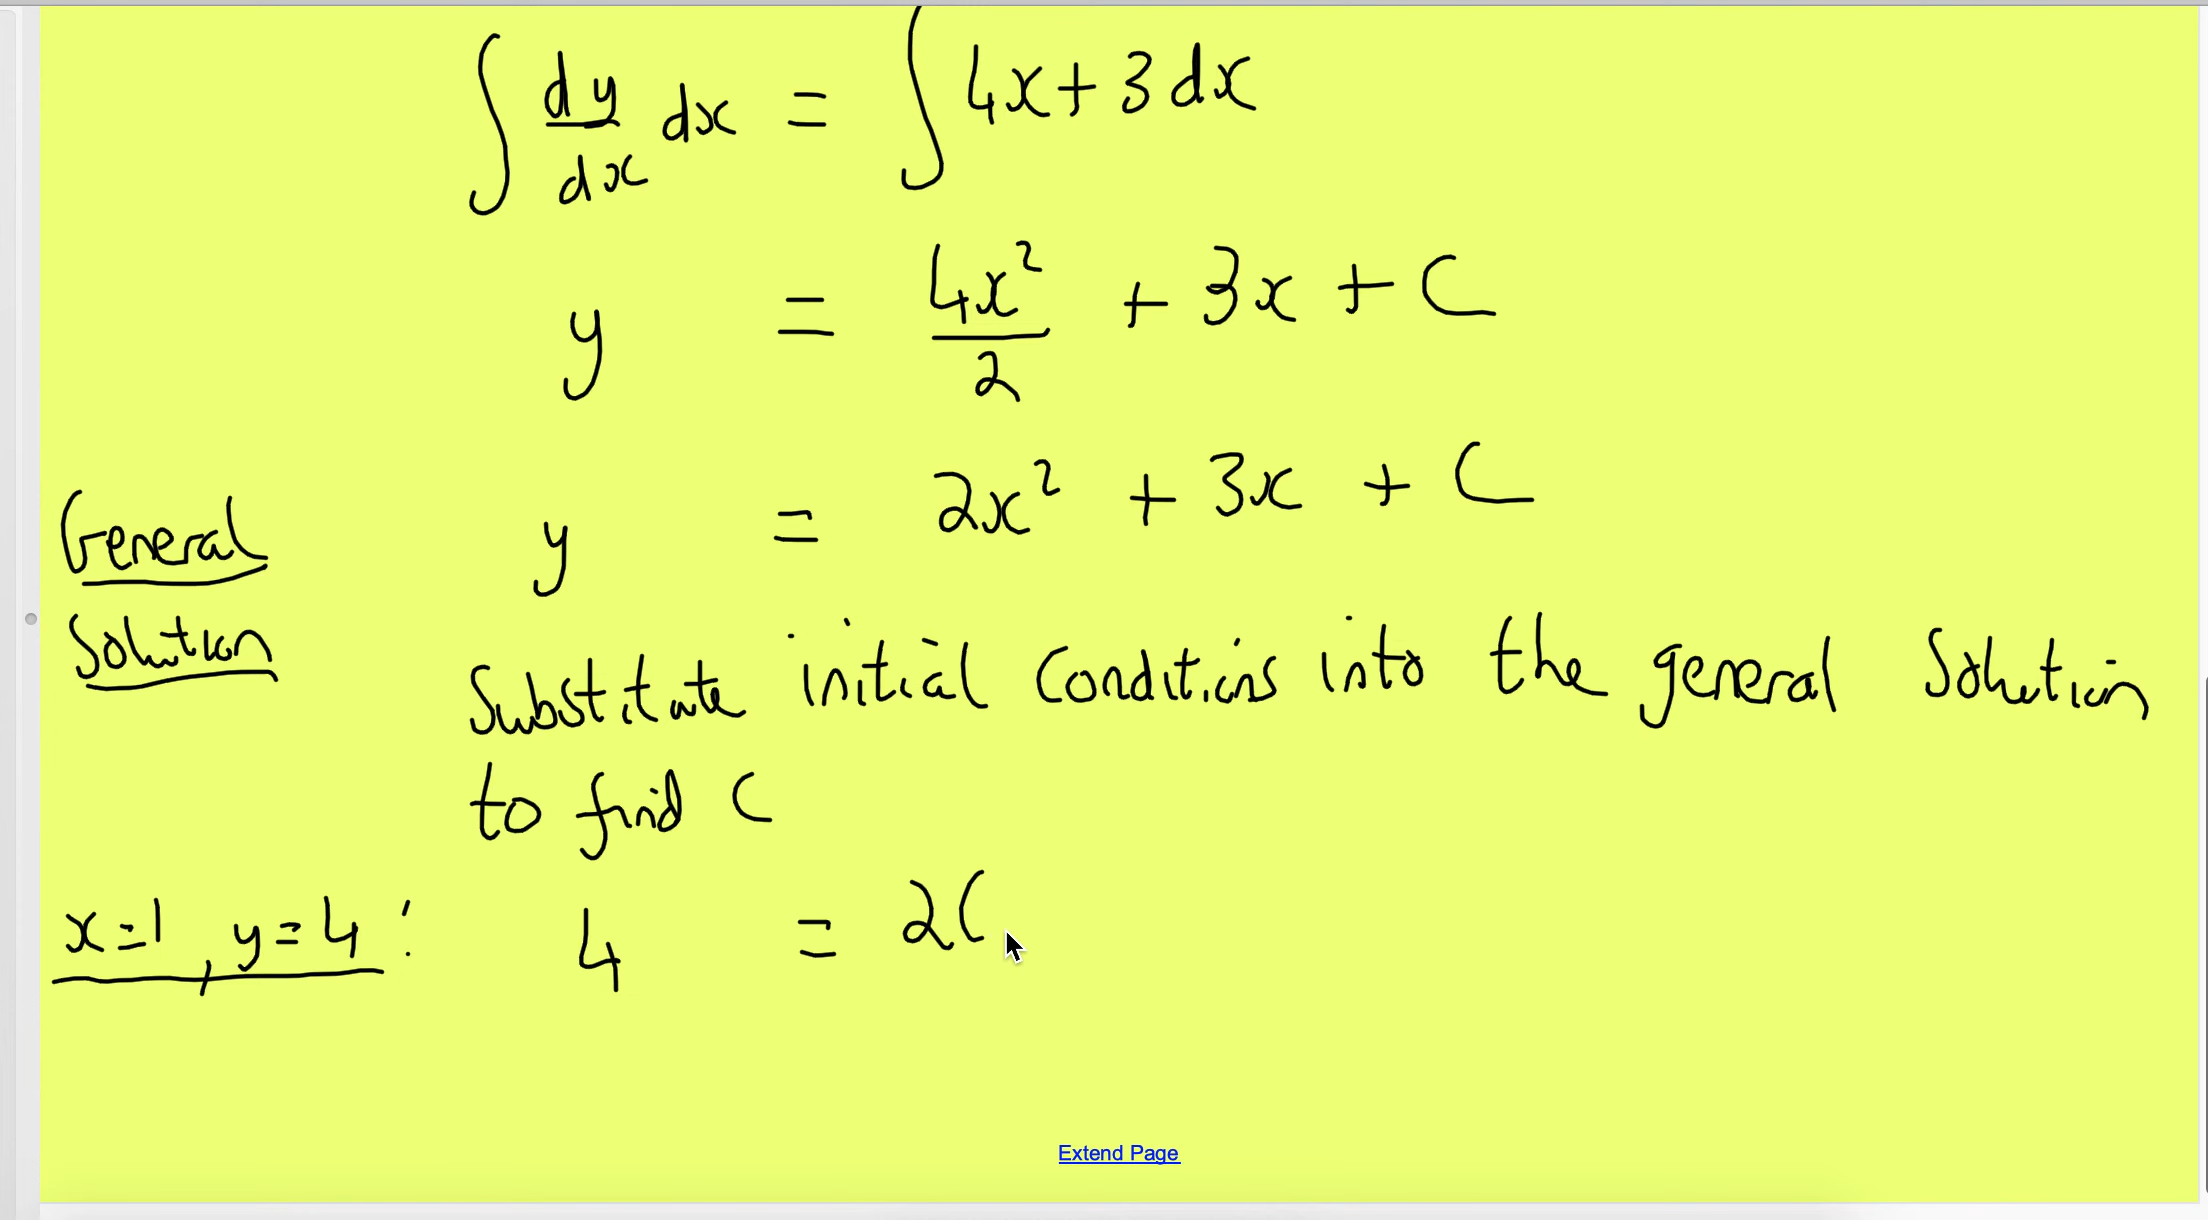 ∫ dy/dx dx = ∫ 4x + 3 dx
y = 4x²/2 + 3x + C
General y = 2x² + 3x + C
Solution
Substitute initial conditions into the general solution
to find C
x=1, y=4 : 4 = 2(
Extend Page